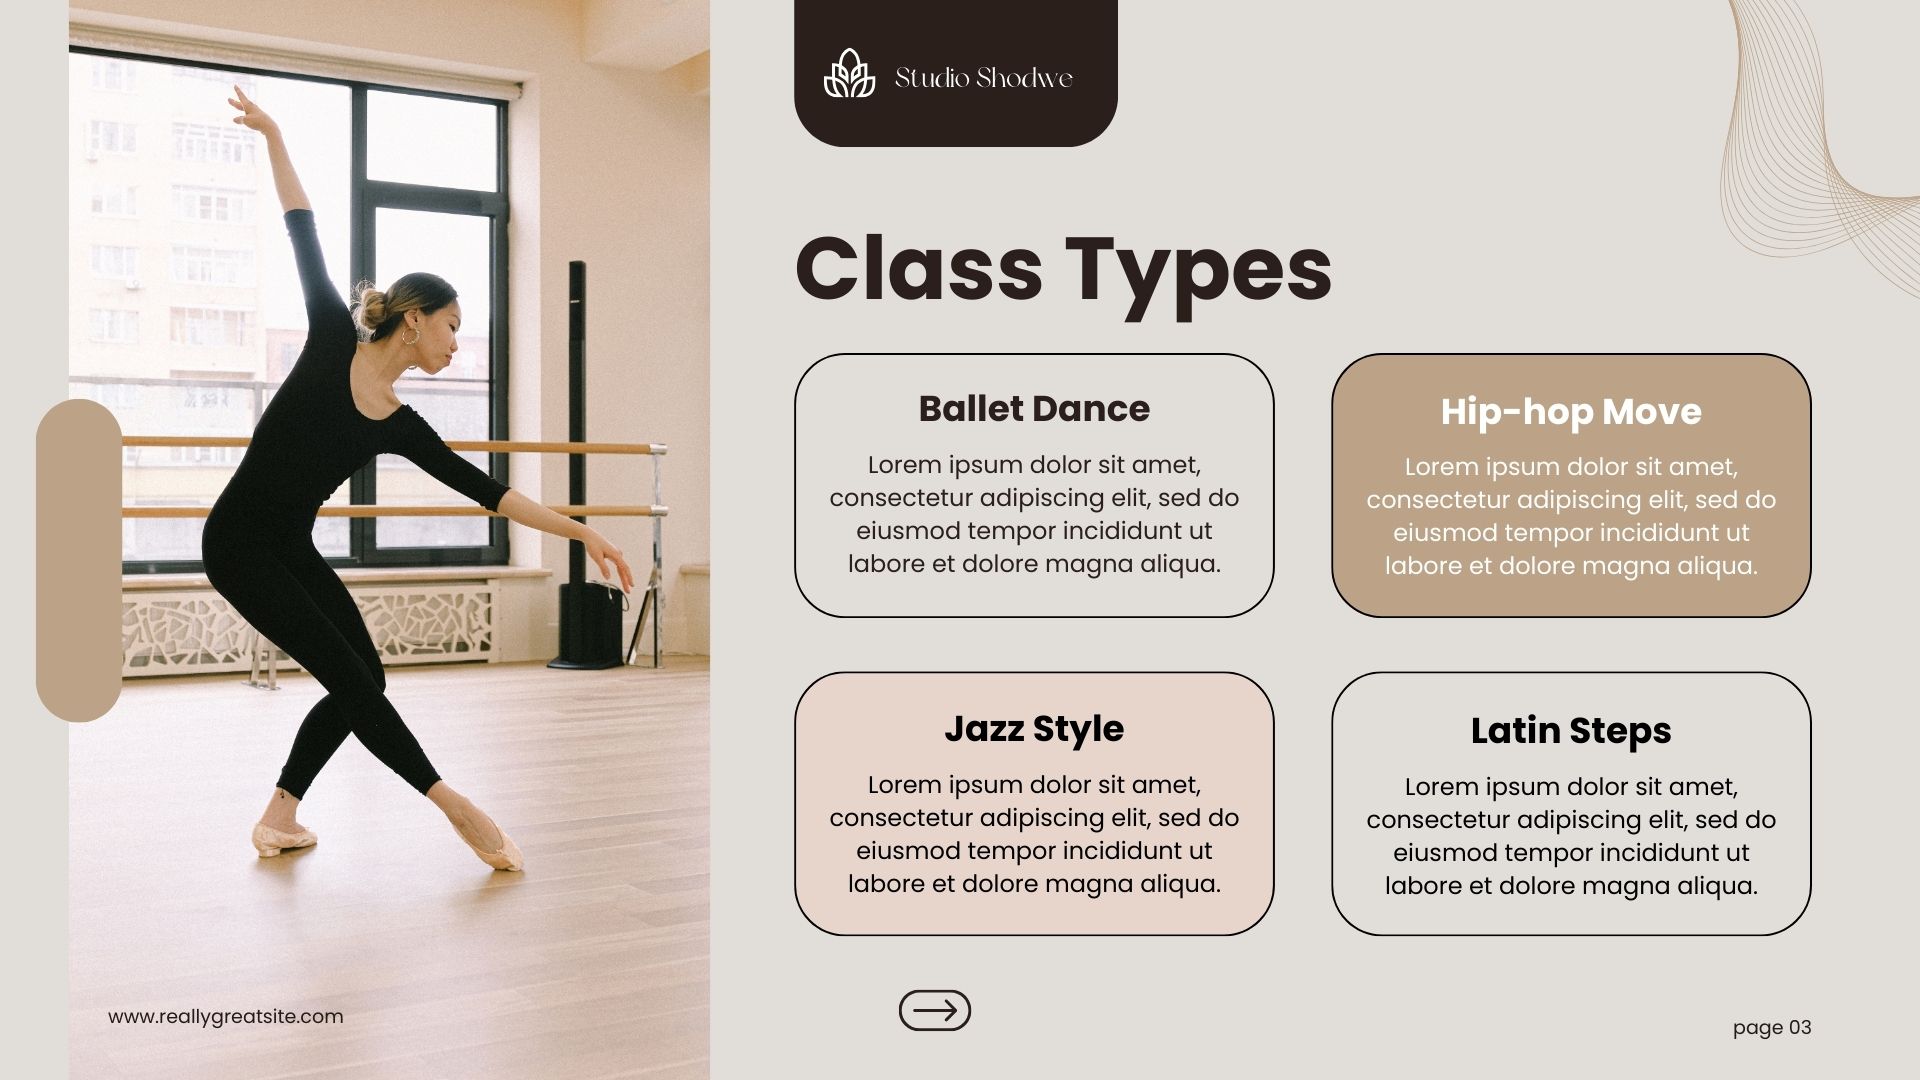 Studio Shodwe
Class Types
Ballet Dance
Lorem ipsum dolor sit amet,
consectetur adipiscing elit, sed do
eiusmod tempor incididunt ut
labore et dolore magna aliqua.
Hip-hop Move
Lorem ipsum dolor sit amet,
consectetur adipiscing elit, sed do
eiusmod tempor incididunt ut
labore et dolore magna aliqua.
Jazz Style
Lorem ipsum dolor sit amet,
consectetur adipiscing elit, sed do
eiusmod tempor incididunt ut
labore et dolore magna aliqua.
Latin Steps
Lorem ipsum dolor sit amet,
consectetur adipiscing elit, sed do
eiusmod tempor incididunt ut
labore et dolore magna aliqua.
www.reallygreatsite.com
page 03